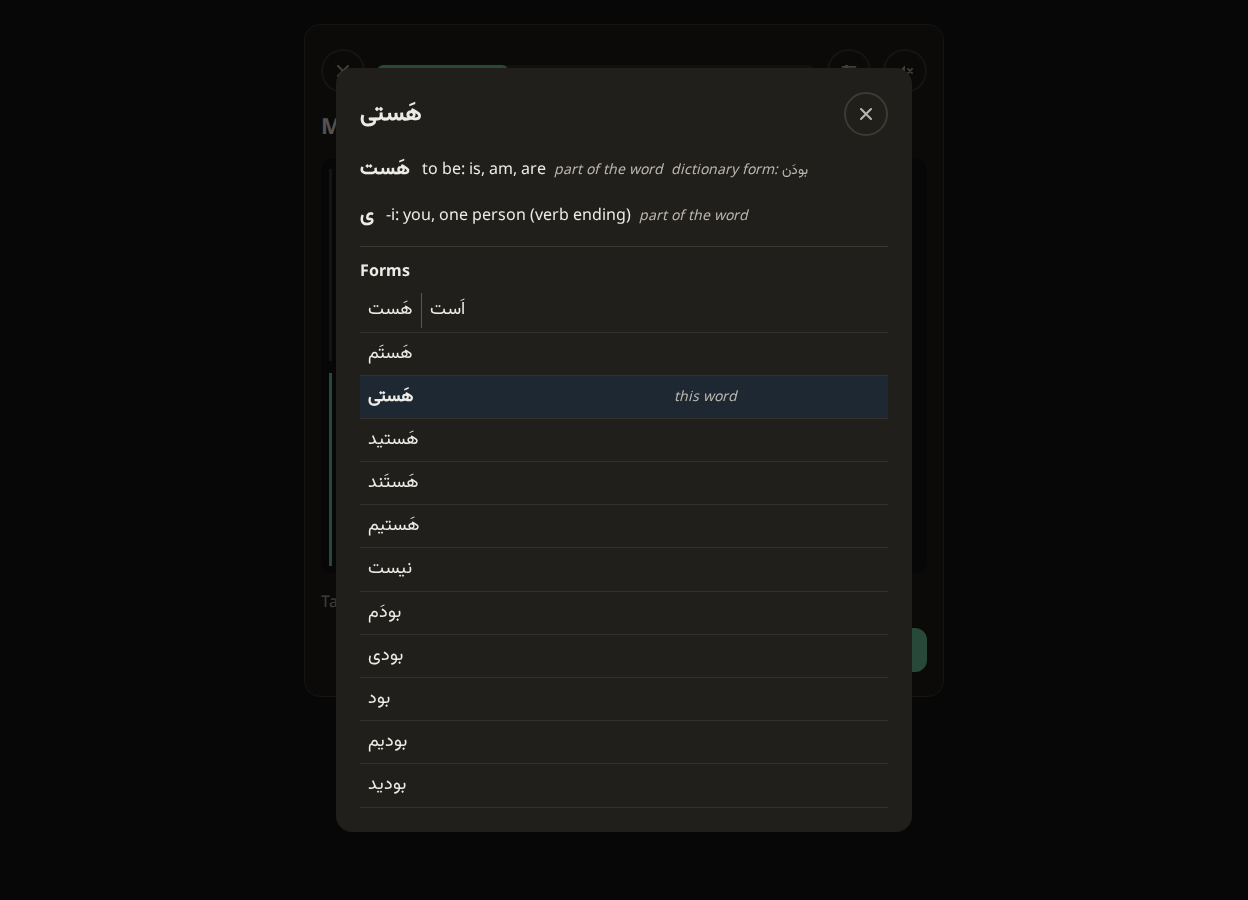 M
هَستی
هَست to be: is, am, are part of the word dictionary form: بودَن
ی -i: you, one person (verb ending) part of the word
Forms
هَست اَست
هَستَم
هَستی this word
هَستید
هَستَند
هَستیم
نیست
Ta
بودَم
بودی
بود
بودیم
بودید